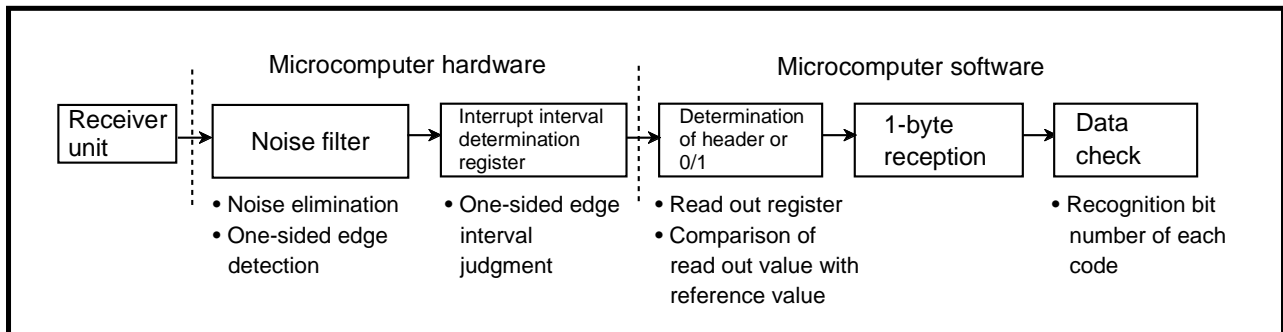 Microcomputer hardware
Microcomputer software
Receiver
unit
Noise filter
Interrupt interval
determination
register
Determination
of header or
0/1
1-byte
reception
Data
check
• Noise elimination
• One-sided edge
detection
• One-sided edge
interval
judgment
• Read out register
• Comparison of
read out value with
reference value
• Recognition bit
number of each
code